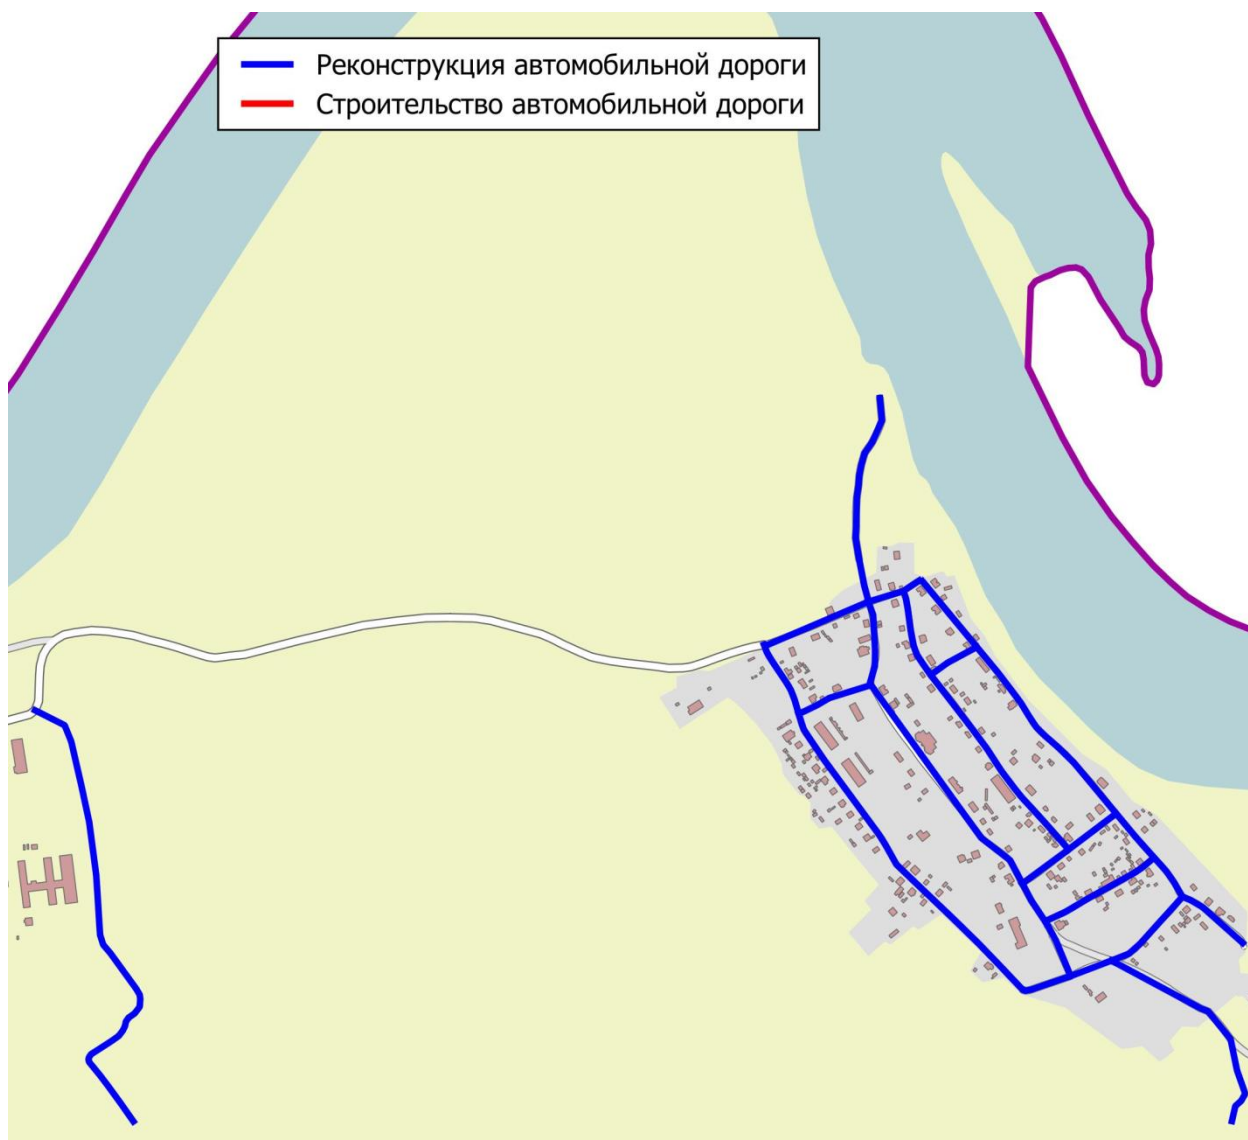 Реконструкция автомобильной дороги
Строительство автомобильной дороги